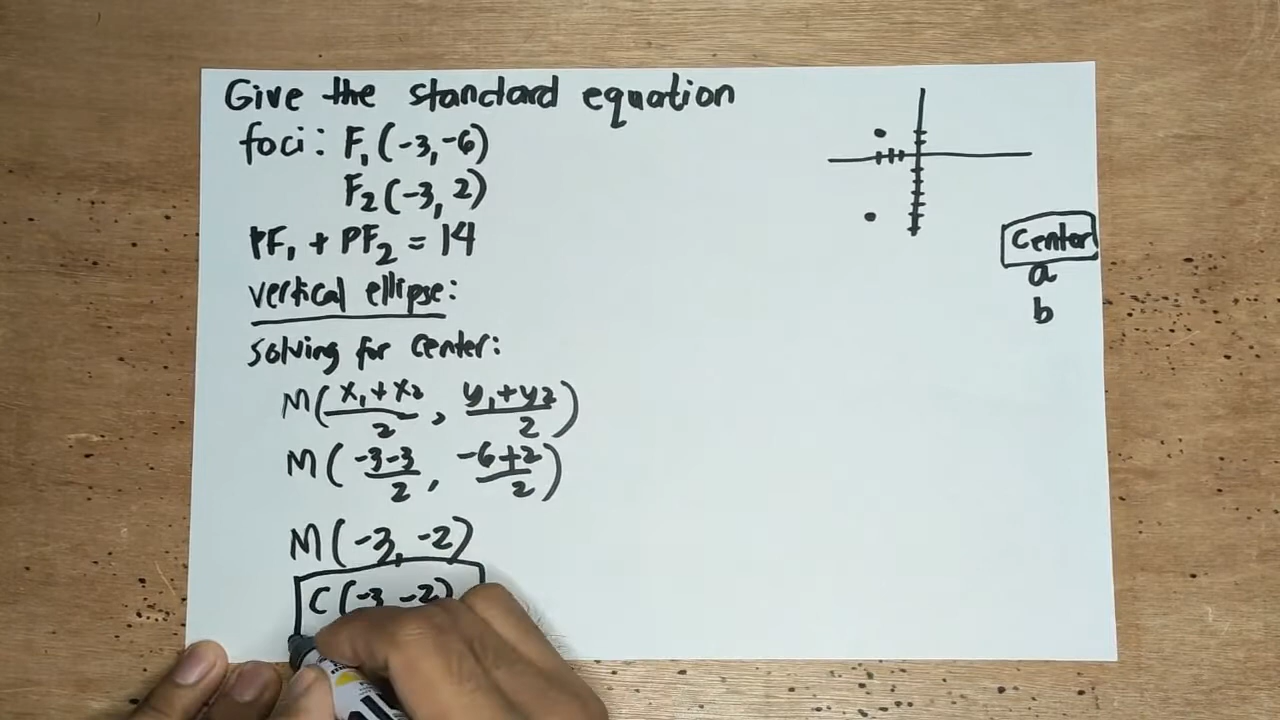 Give the standard equation
foci: F₁(-3,-6)
F₂(-3, 2)
PF₁ + PF₂ = 14
vertical ellipse:
solving for center:
M(x₁+x₂/2, y₁+y₂/2)
M(-3-3/2, -6+2/2)
M(-3, -2)
C(-3, -2)
Center
a
b